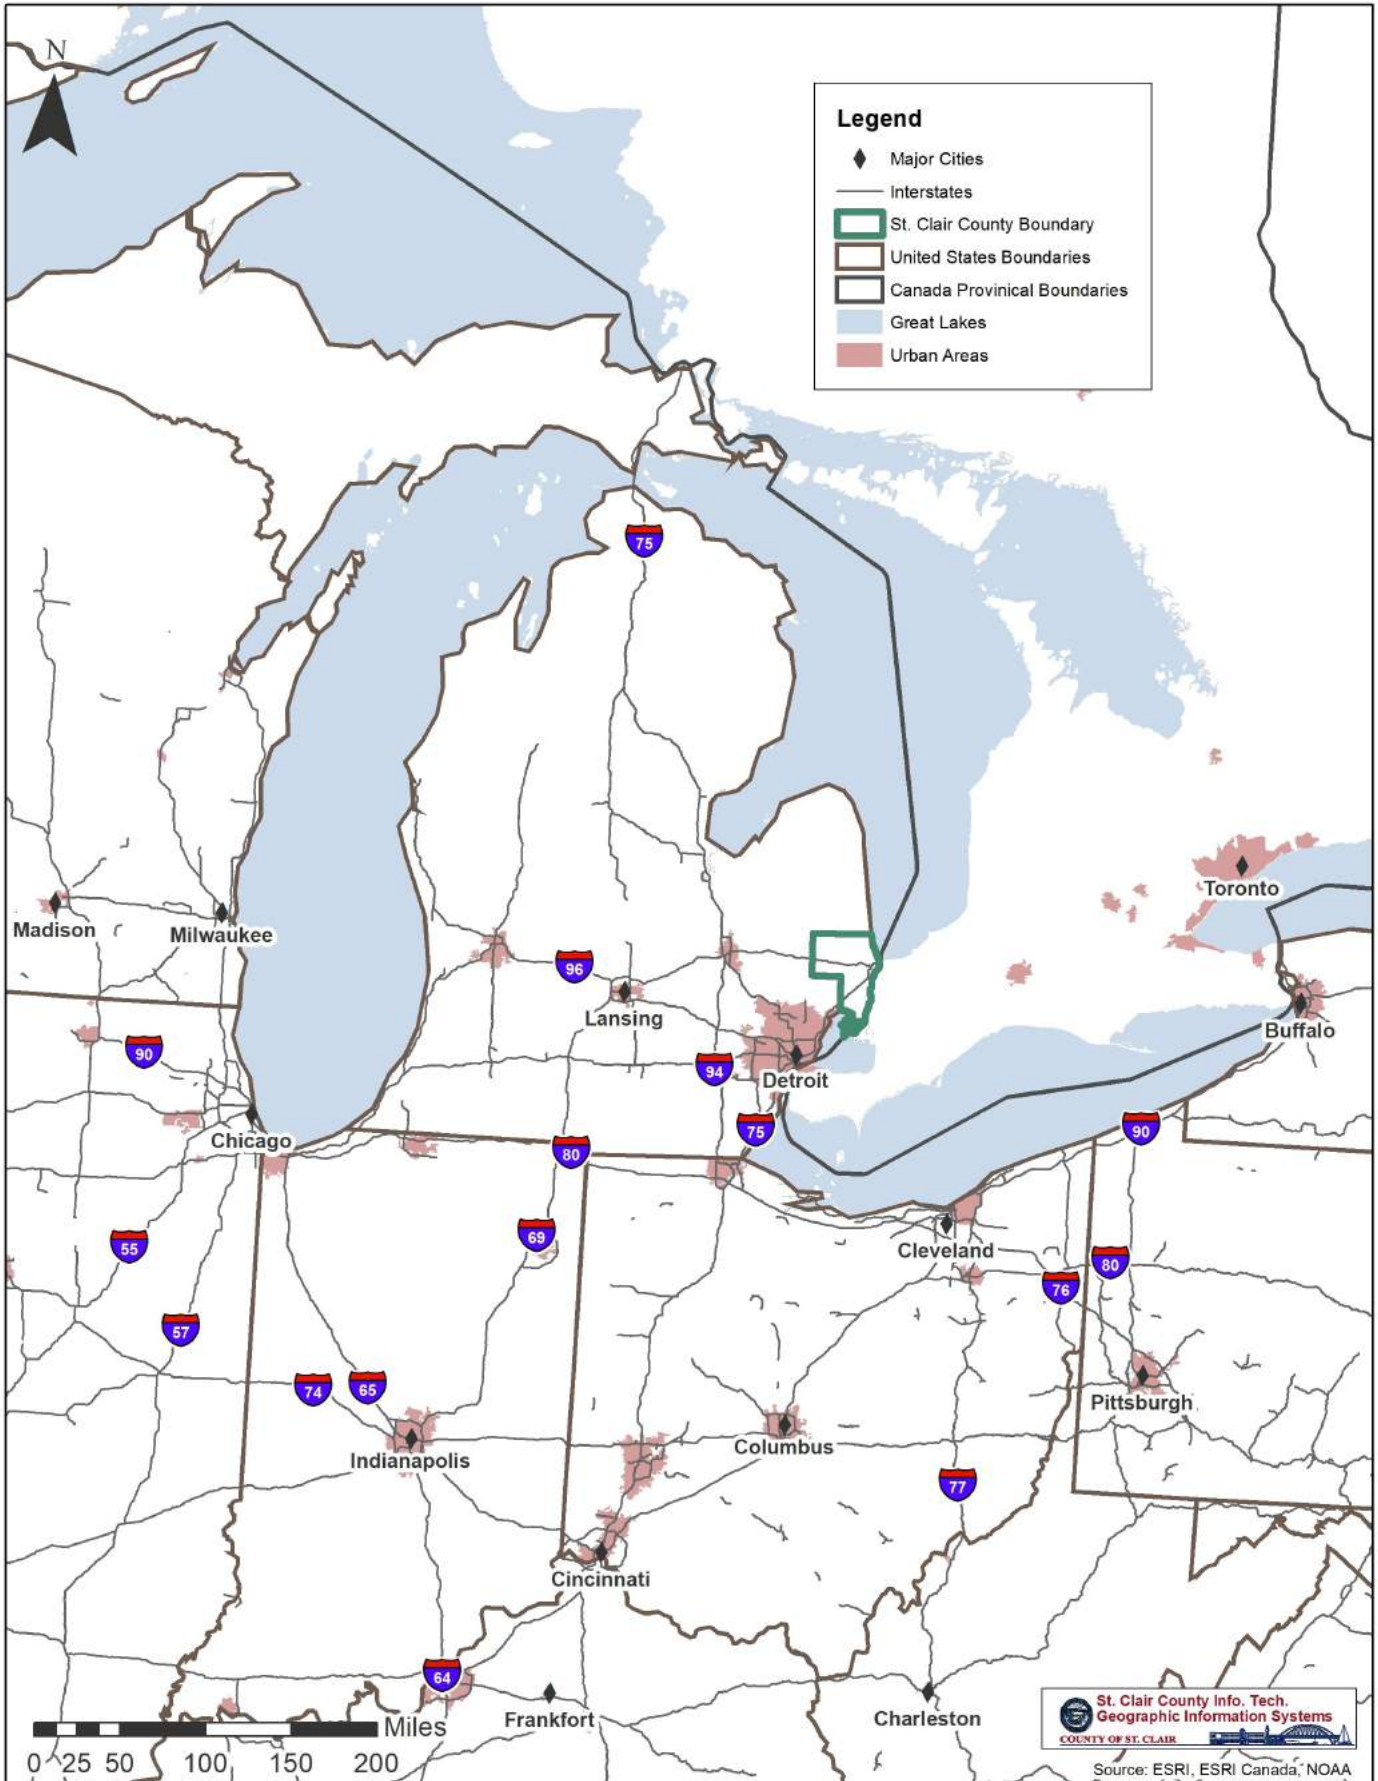 N
Legend
Major Cities
Interstates
St. Clair County Boundary
United States Boundaries
Canada Provinical Boundaries
Great Lakes
Urban Areas
75
Toronto
Madison
Milwaukee
96
Lansing
Buffalo
90
94
Detroit
75
90
Chicago
80
69
55
Cleveland
80
76
57
74
65
Pittsburgh
Indianapolis
Columbus
77
Cincinnati
64
Frankfort
Charleston
St. Clair County Info. Tech.
Geographic Information Systems
COUNTY OF ST. CLAIR
Miles
0 25 50 100 150 200
Source: ESRI, ESRI Canada, NOAA